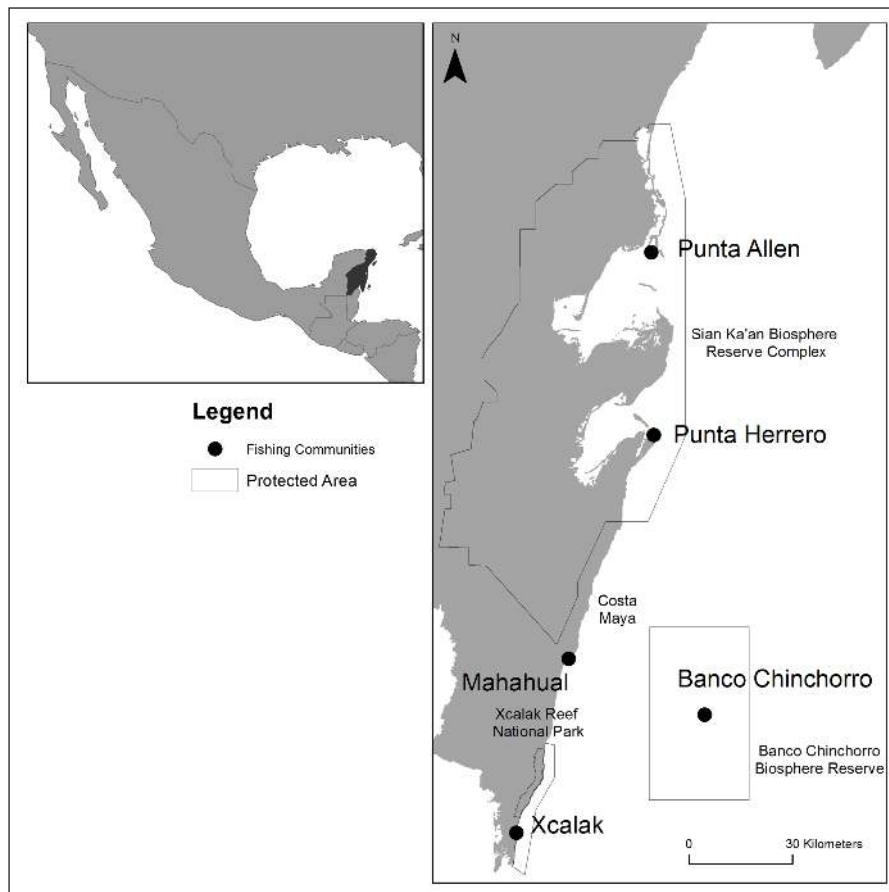 N
Punta Allen
Sian Ka'an Biosphere
Reserve Complex
Legend
Fishing Communities
Protected Area
Punta Herrero
Costa
Maya
Mahahual
Banco Chinchorro
Xcalak Reef
National Park
Banco Chinchorro
Biosphere Reserve
Xcalak
0 30 Kilometers